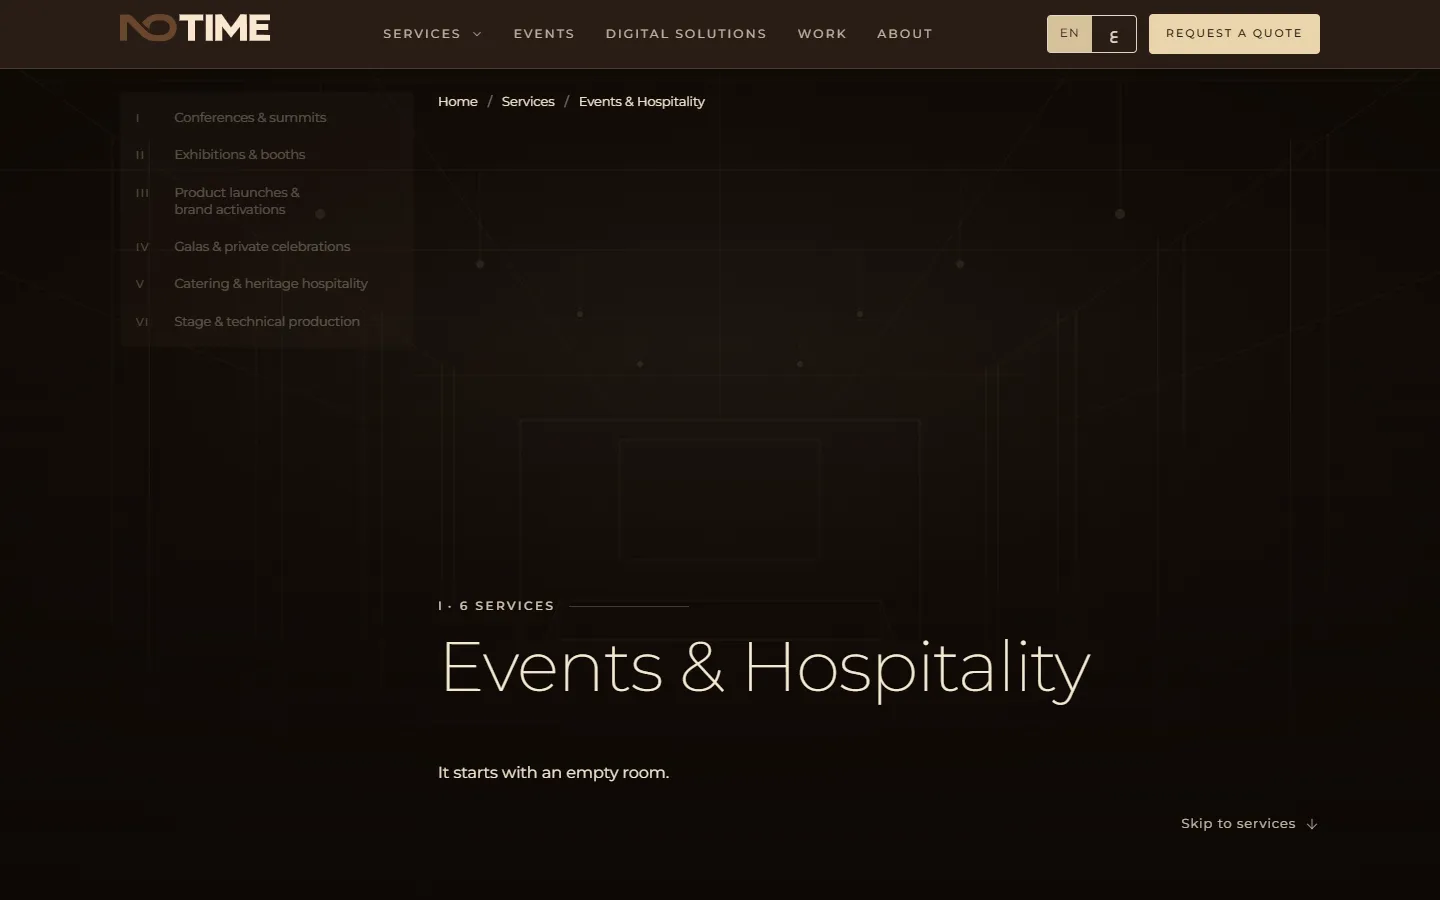 NOTIME
SERVICES
EVENTS
DIGITAL SOLUTIONS
WORK
ABOUT
EN
ع
REQUEST A QUOTE
Home / Services / Events & Hospitality
I Conferences & summits
II Exhibitions & booths
III Product launches &
brand activations
IV Galas & private celebrations
V Catering & heritage hospitality
VI Stage & technical production
I · 6 SERVICES
Events & Hospitality
It starts with an empty room.
Skip to services ↓